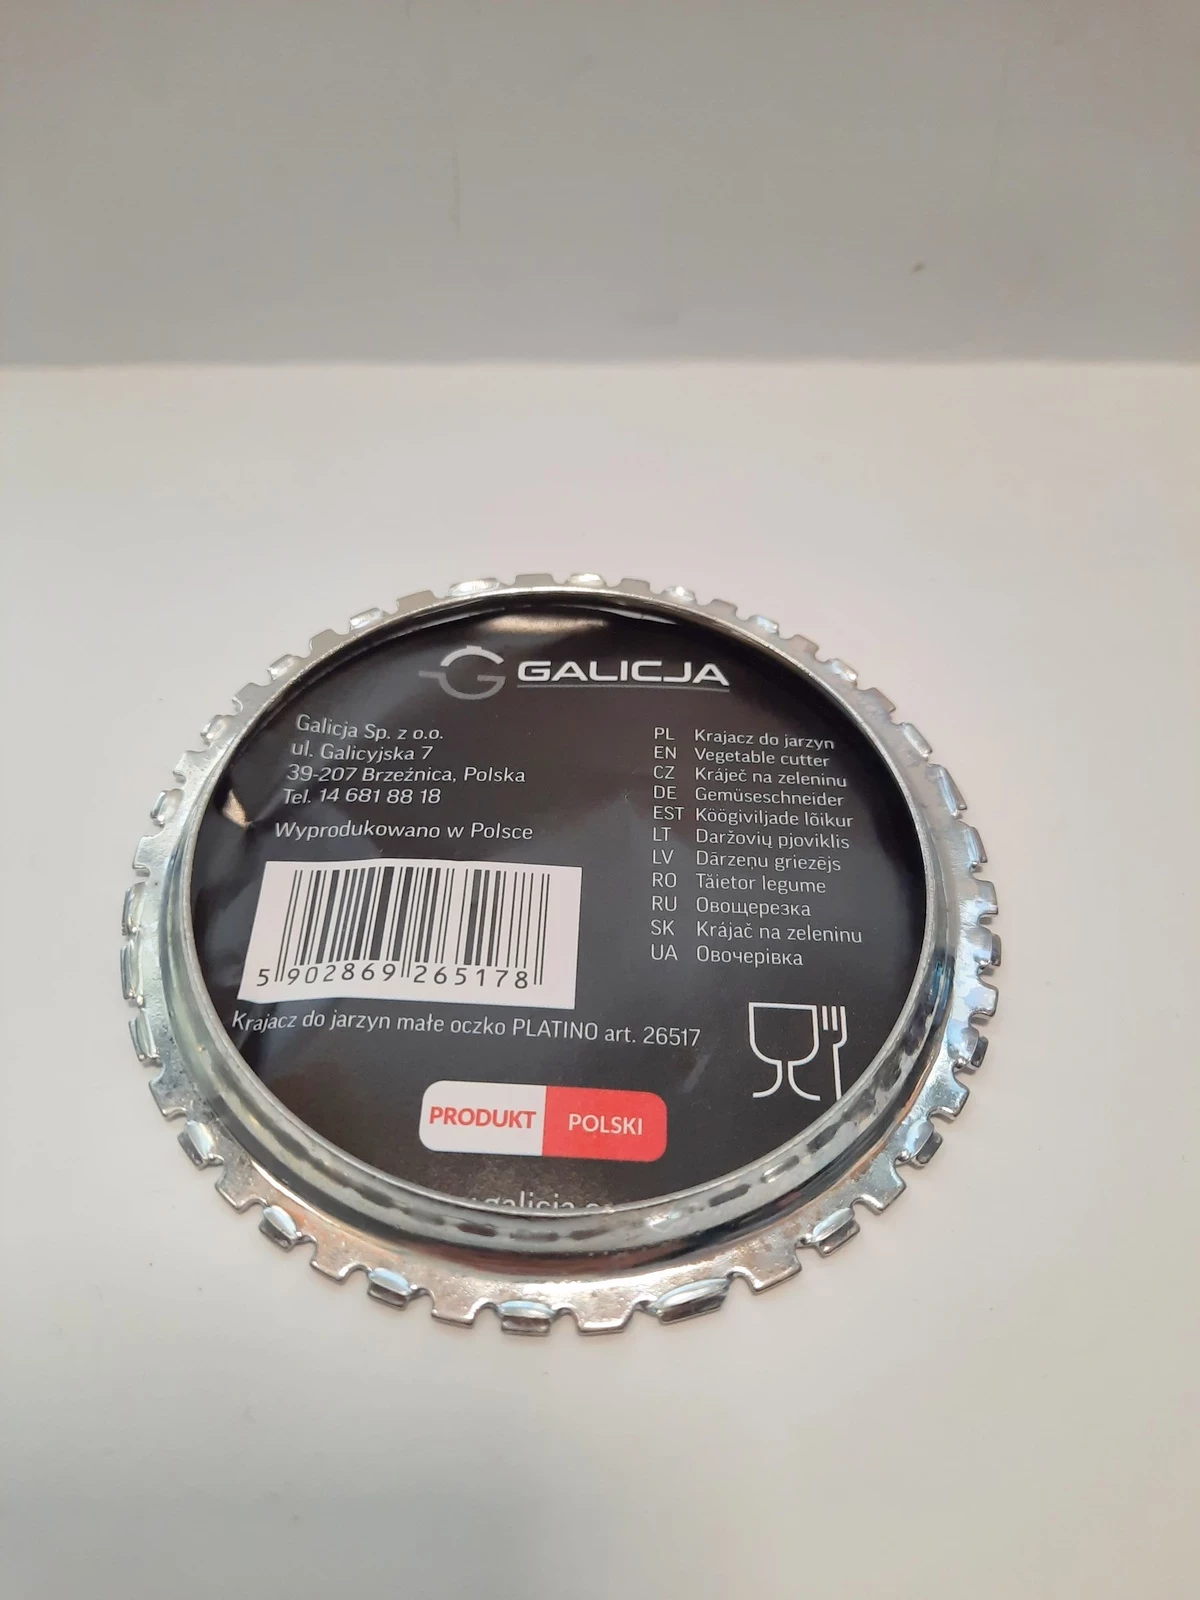 GALICJA
Galicja Sp. z o.o.
ul. Galicyjska 7
39-207 Brzeźnica, Polska
Tel. 14 681 88 18
Wyprodukowano w Polsce
PL Krajacz do jarzyn
EN Vegetable cutter
CZ Kráječ na zeleninu
DE Gemüseschneider
EST Köögiviljade lõikur
LT Daržovių pjoviklis
LV Dārzeņu griezējs
RO Tăietor legume
RU Овощерезка
SK Krájač na zeleninu
UA Овочерівка
5 902869 265178
Krajacz do jarzyn małe oczko PLATINO art. 26517
PRODUKT POLSKI